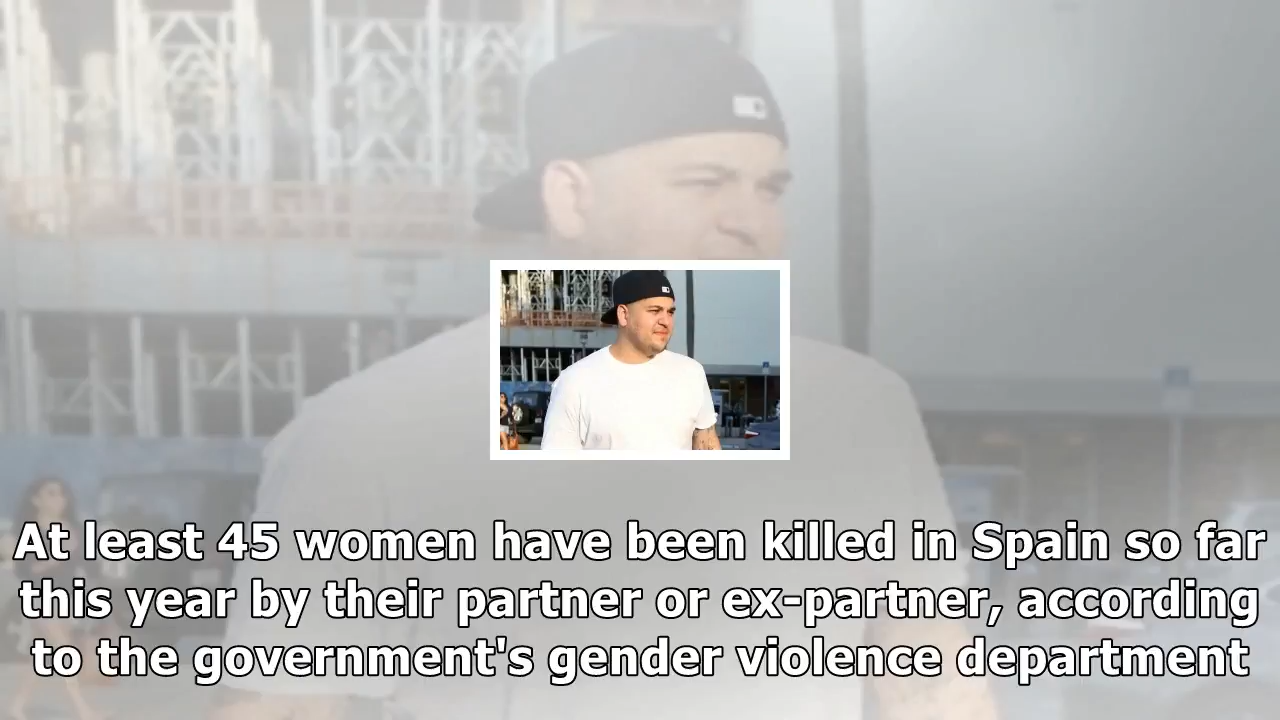 At least 45 women have been killed in Spain so far
this year by their partner or ex-partner, according
to the government's gender violence department